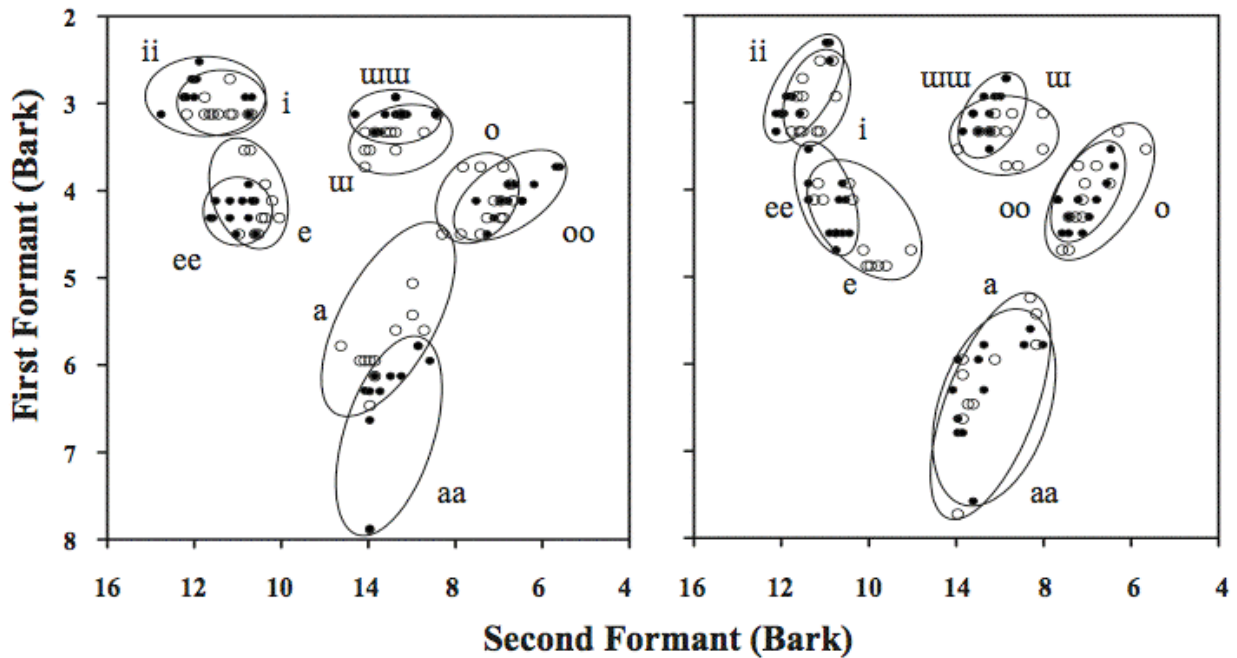 2
3
4
5
6
7
8
First Formant (Bark)
ii
i
ɯɯ
ɯ
o
oo
ee
e
a
aa
16 12 10 14 8 6 4
ii
i
ɯɯ ɯ
ee
e
oo o
a
aa
16 12 10 14 8 6 4
Second Formant (Bark)